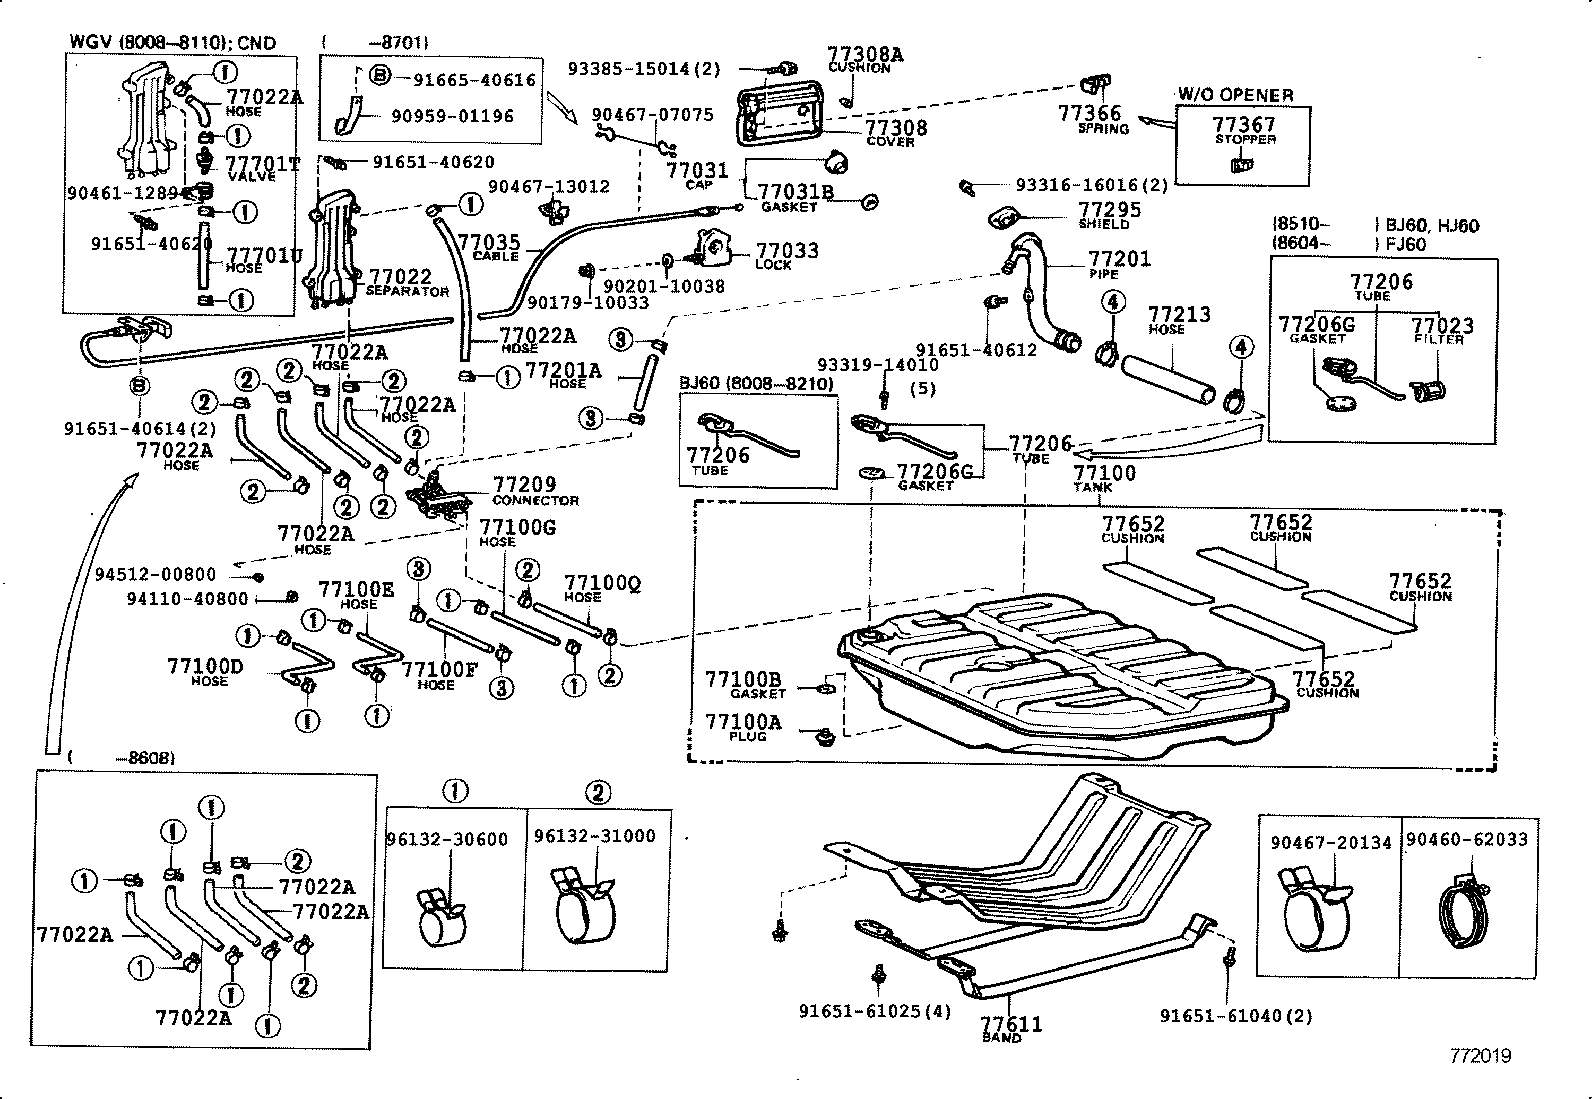 WGV (8008–8110); CND
( –8701)
1
77022A
HOSE
1
77701T
VALVE
90461-1289
1
91651-40620
77701U
HOSE
1
B 91665-40616
90959-01196
91651-40620
90467-13012
1
77035
CABLE
77022
SEPARATOR
93385-15014(2)
90467-07075
77308A
CUSHION
77308
COVER
77031
CAP
77031B
GASKET
77033
LOCK
90201-10038
90179-10033
77366
SPRING
W/O OPENER
77367
STOPPER
93316-16016(2)
77295
SHIELD
77201
PIPE
(8510– ) BJ60, HJ60
(8604– ) FJ60
77206
TUBE
77206G
GASKET
77023
FILTER
4
77213
HOSE
4
91651-40612
93319-14010
(5)
3
77022A
HOSE
77201A
HOSE
1
3
77022A
HOSE
2
2
2
2
77022A
HOSE
2
B
91651-40614(2)
77022A
HOSE
2
2
2
77022A
HOSE
BJ60 (8008–8210)
77206
TUBE
77206G
GASKET
77206
TUBE
77100
TANK
77209
CONNECTOR
77100G
HOSE
94512-00800
94110-40800
77100E
HOSE
3
1
2
77100Q
HOSE
1
1
77100D
HOSE
1
1
77100F
HOSE
3
1
2
77652
CUSHION
77652
CUSHION
77652
CUSHION
77652
CUSHION
77100B
GASKET
77100A
PLUG
( –8608)
1
1
1
2
77022A
77022A
77022A
1
1
1
2
77022A
1
2
96132-30600
96132-31000
91651-61025(4)
77611
BAND
91651-61040(2)
90467-20134
90460-62033
772019